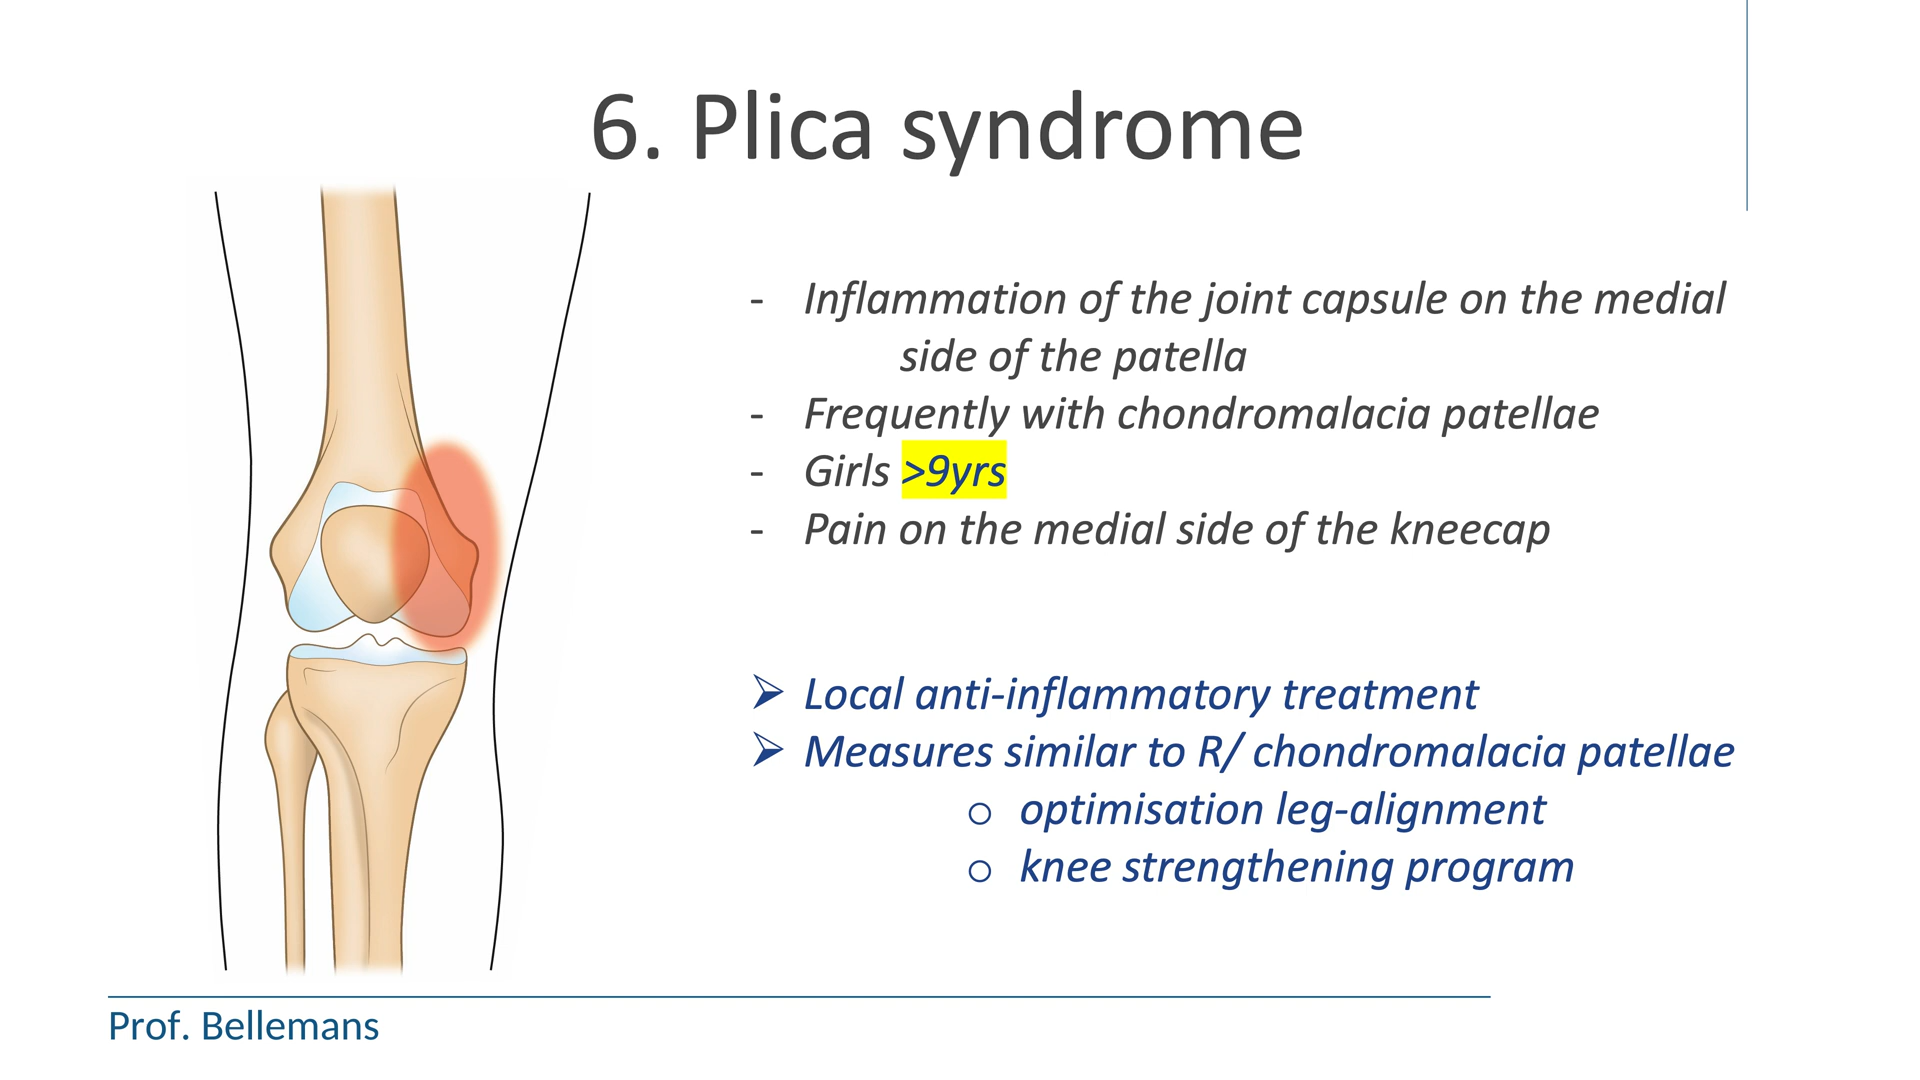 6. Plica syndrome
- Inflammation of the joint capsule on the medial
side of the patella
- Frequently with chondromalacia patellae
- Girls >9yrs
- Pain on the medial side of the kneecap
➢ Local anti-inflammatory treatment
➢ Measures similar to R/ chondromalacia patellae
o optimisation leg-alignment
o knee strengthening program
Prof. Bellemans